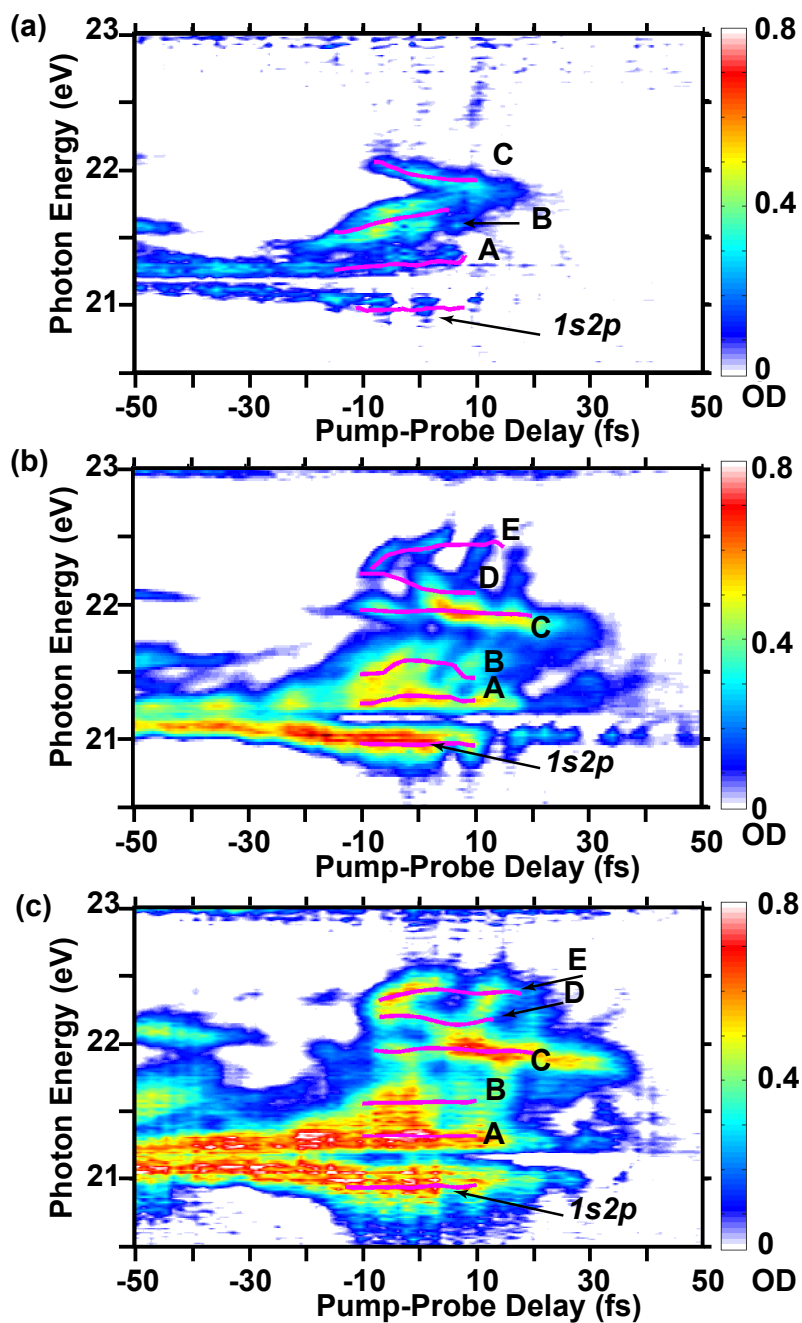 (a)
23
22
21
Photon Energy (eV)
C
B
A
1s2p
0.8
0.4
0
OD
-50 -30 -10 10 30 50
Pump-Probe Delay (fs)
(b)
23
22
21
Photon Energy (eV)
E
D
C
B
A
1s2p
0.8
0.4
0
OD
-50 -30 -10 10 30 50
Pump-Probe Delay (fs)
(c)
23
22
21
Photon Energy (eV)
E
D
C
B
A
1s2p
0.8
0.4
0
OD
-50 -30 -10 10 30 50
Pump-Probe Delay (fs)